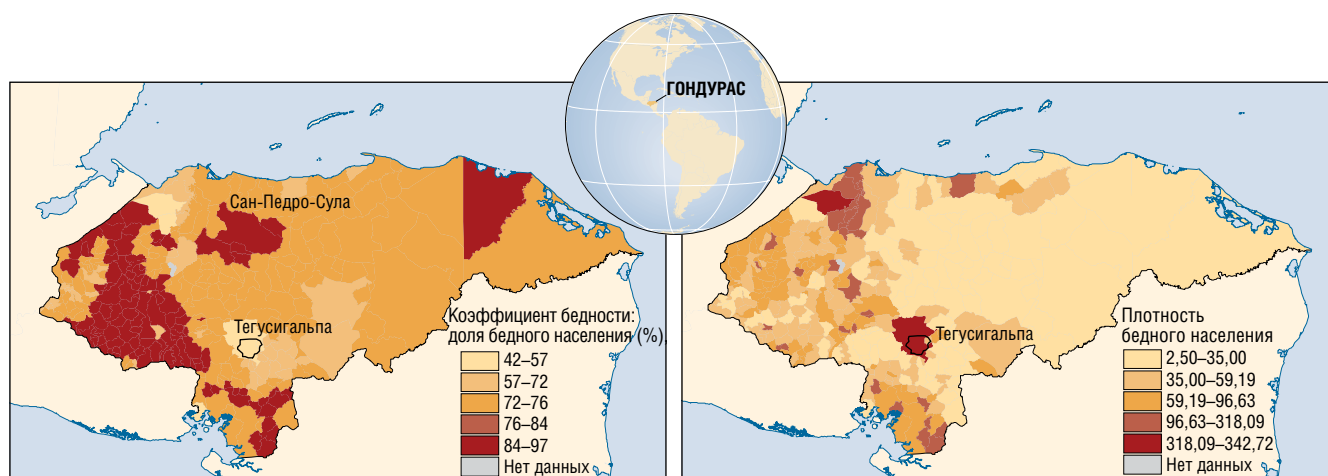 ГОНДУРАС
Сан-Педро-Сула
Тегусигальпа
Коэффициент бедности:
доля бедного населения (%),
42–57
57–72
72–76
76–84
84–97
Нет данных
Тегусигальпа
Плотность
бедного населения
2,50–35,00
35,00–59,19
59,19–96,63
96,63–318,09
318,09–342,72
Нет данных